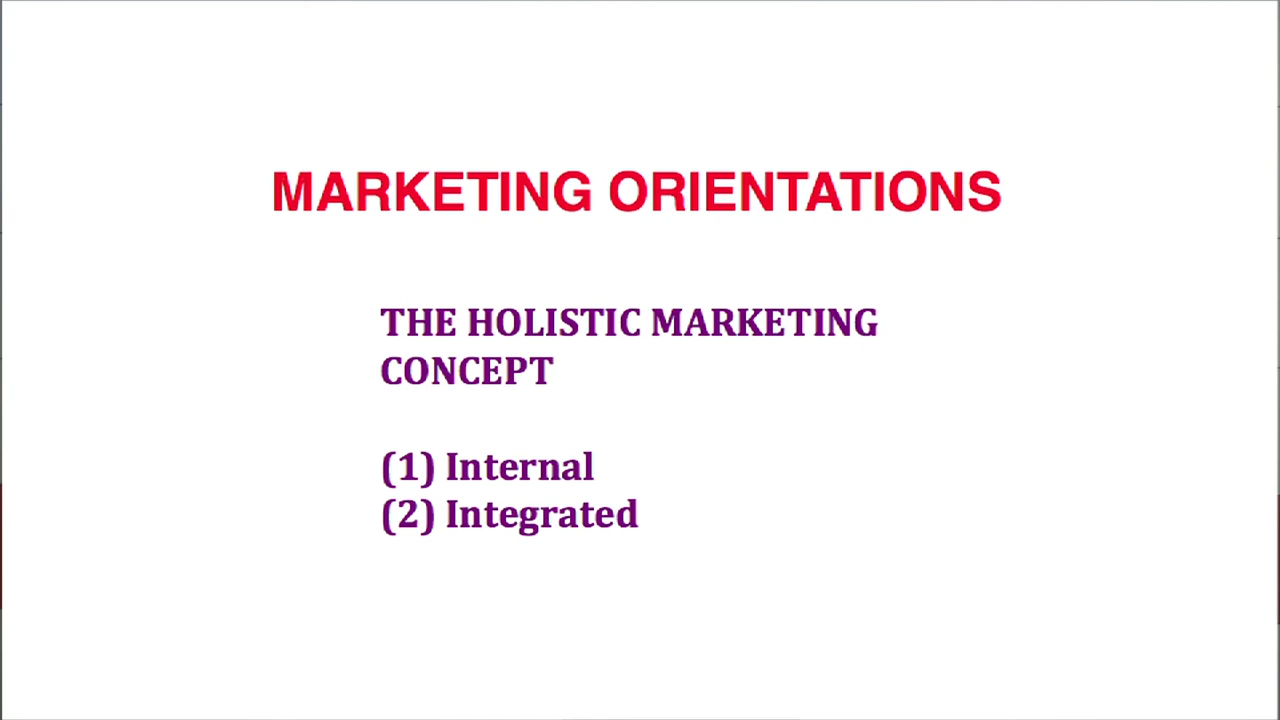 MARKETING ORIENTATIONS
THE HOLISTIC MARKETING
CONCEPT
(1) Internal
(2) Integrated